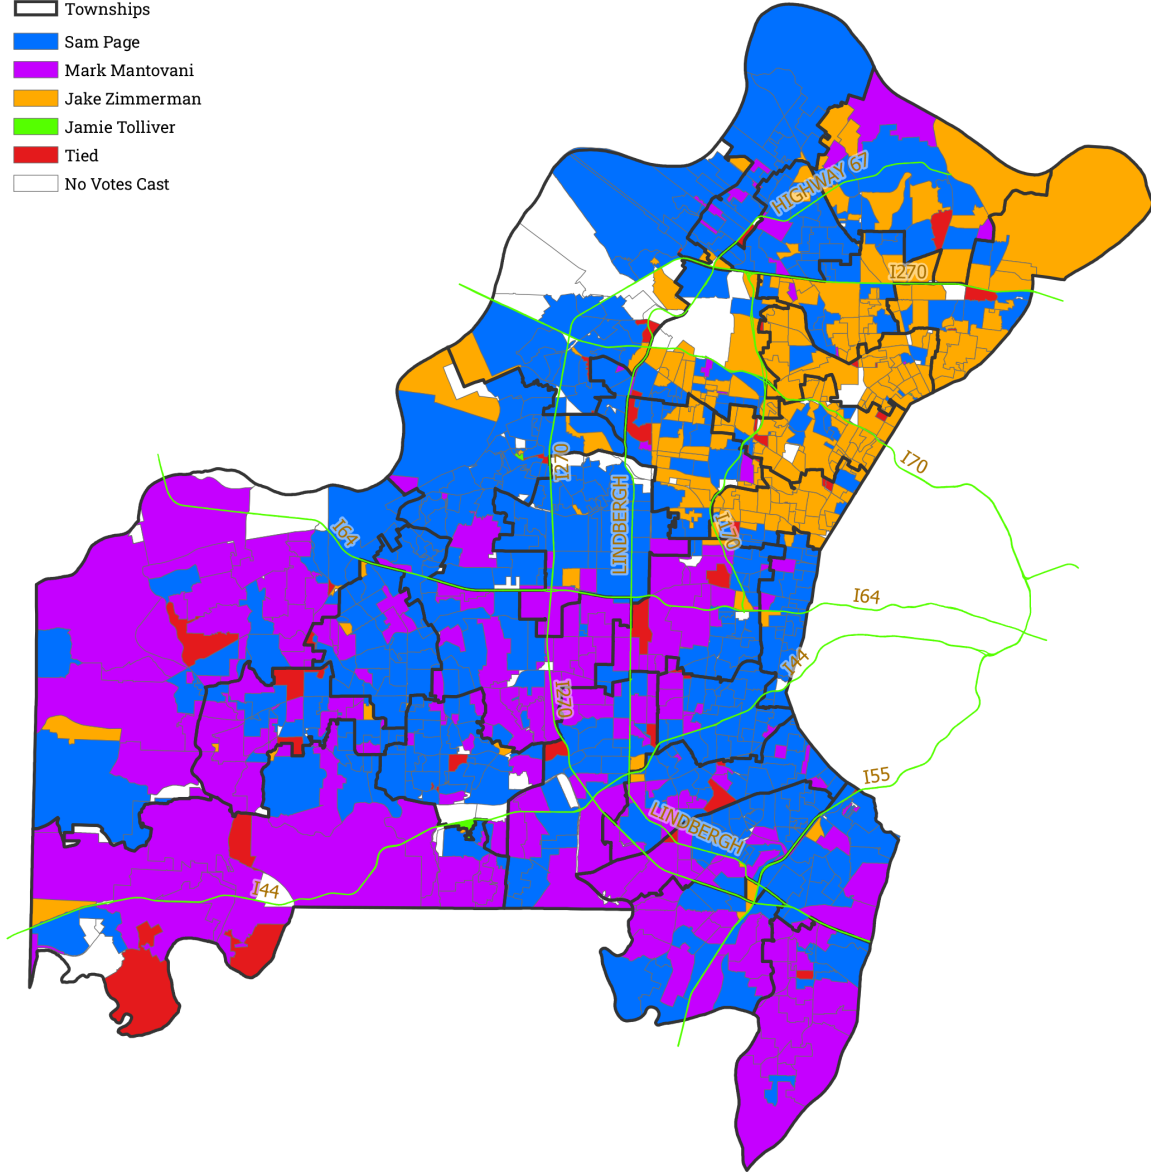 Townships
Sam Page
Mark Mantovani
Jake Zimmerman
Jamie Tolliver
Tied
No Votes Cast
HIGHWAY 67
I270
I270
I70
LINDBERGH
I64
I170
I64
I44
I270
I55
LINDBERGH
I44